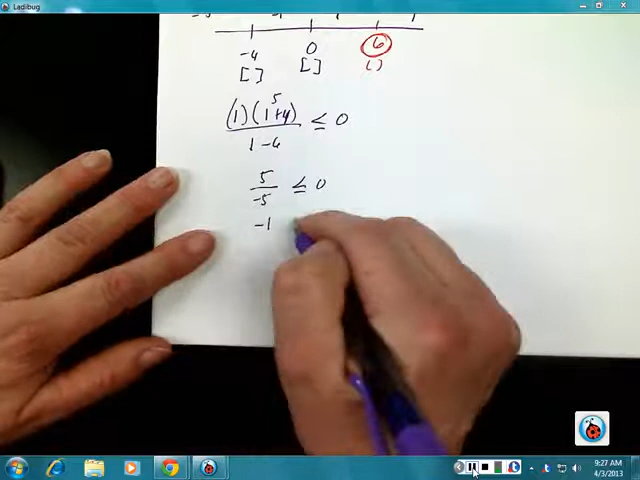 Ladibug
-4 0 6
[ ] [ ] ( )
(1)(1+4) 5 ≤ 0
1-6
5 ≤ 0
-5
-1
9:27 AM
4/3/2013